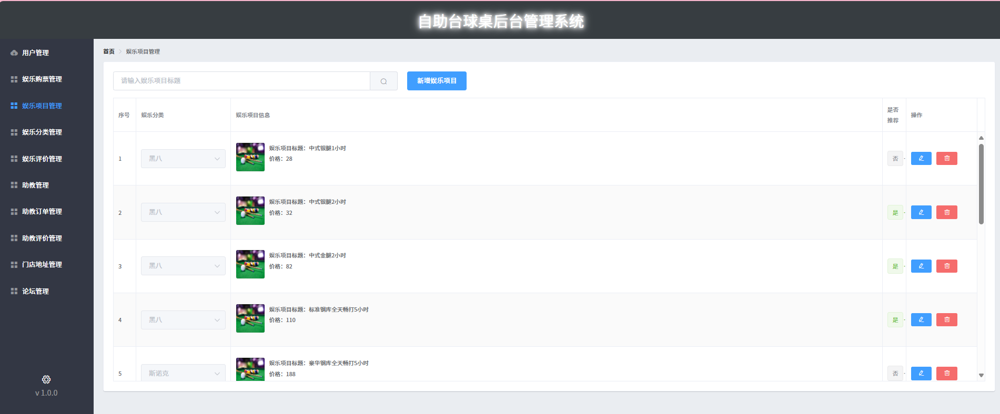 自助台球桌后台管理系统
用户管理
娱乐购票管理
娱乐项目管理
娱乐分类管理
娱乐评价管理
助教管理
助教订单管理
助教评价管理
门店地址管理
论坛管理
v 1.0.0
首页 娱乐项目管理
请输入娱乐项目标题 新增娱乐项目
序号 娱乐分类 娱乐项目信息 是否推荐 操作
1 黑八 娱乐项目标题：中式银腿1小时
价格：28 否
2 黑八 娱乐项目标题：中式银腿2小时
价格：32 是
3 黑八 娱乐项目标题：中式金腿2小时
价格：82 是
4 黑八 娱乐项目标题：标准钢库全天畅打5小时
价格：110 是
5 斯诺克 娱乐项目标题：豪华钢库全天畅打5小时
价格：188 否